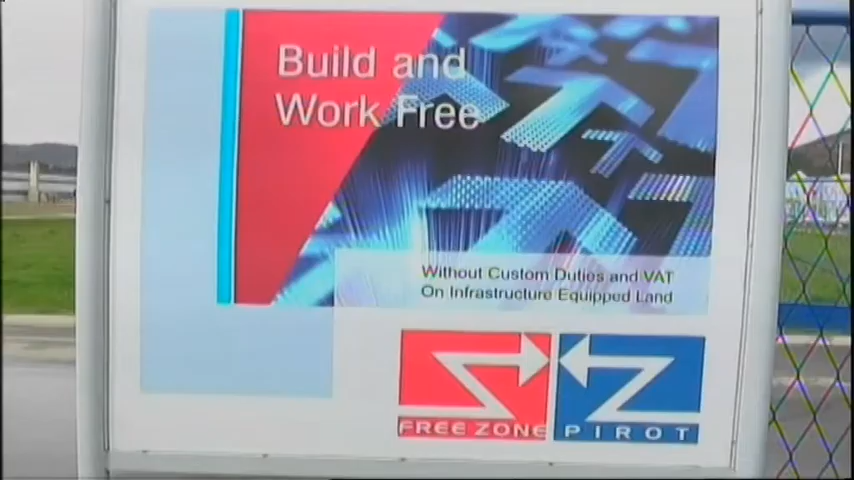 Build and
Work Free
Without Custom Duties and VAT
On Infrastructure Equipped Land
FREE ZONE PIROT